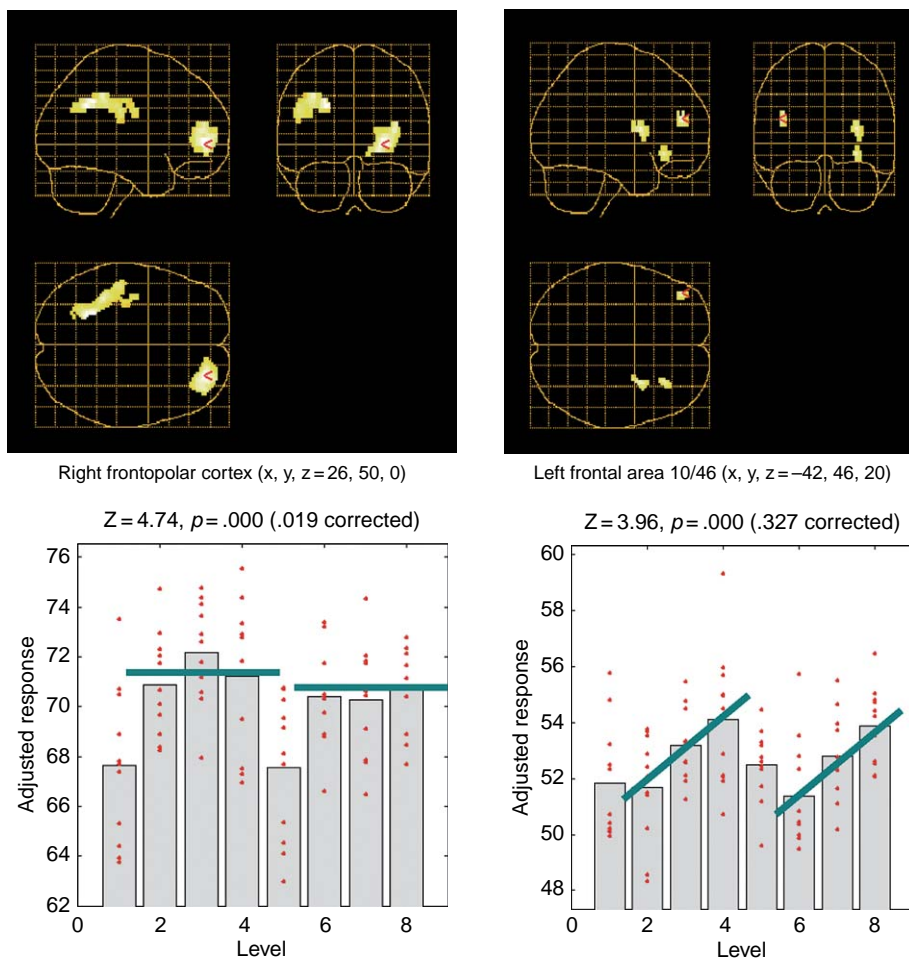 Right frontopolar cortex (x, y, z = 26, 50, 0)
Left frontal area 10/46 (x, y, z = –42, 46, 20)
Z = 4.74, p = .000 (.019 corrected)
76
74
72
70
68
66
64
62
Adjusted response
0 2 4 6 8
Level
Z = 3.96, p = .000 (.327 corrected)
60
58
56
54
52
50
48
Adjusted response
0 2 4 6 8
Level